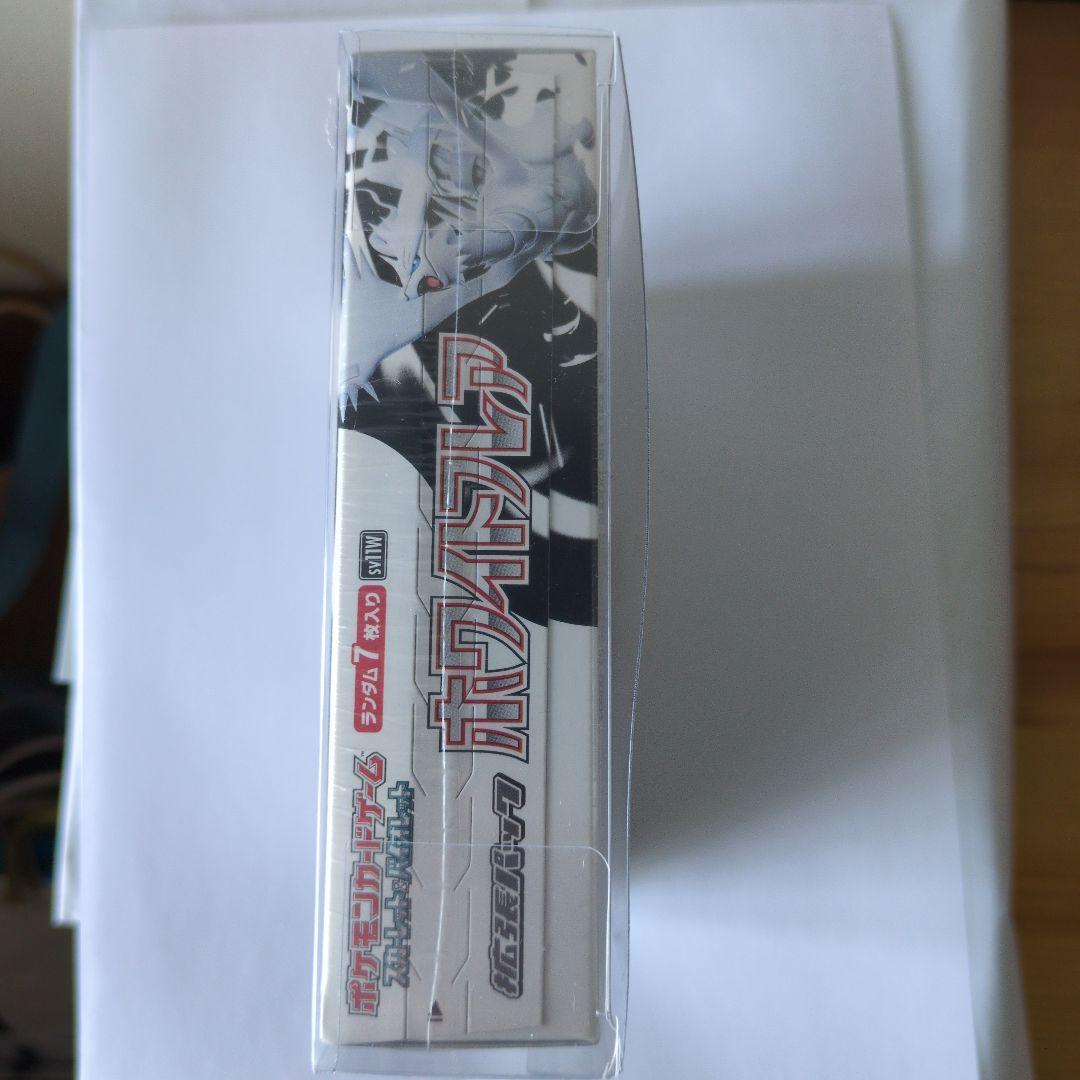 ポケモンカードゲーム™
スカーレット&バイオレット
ランダム7枚入り
sv11W
拡張パック
ホワイトフレア